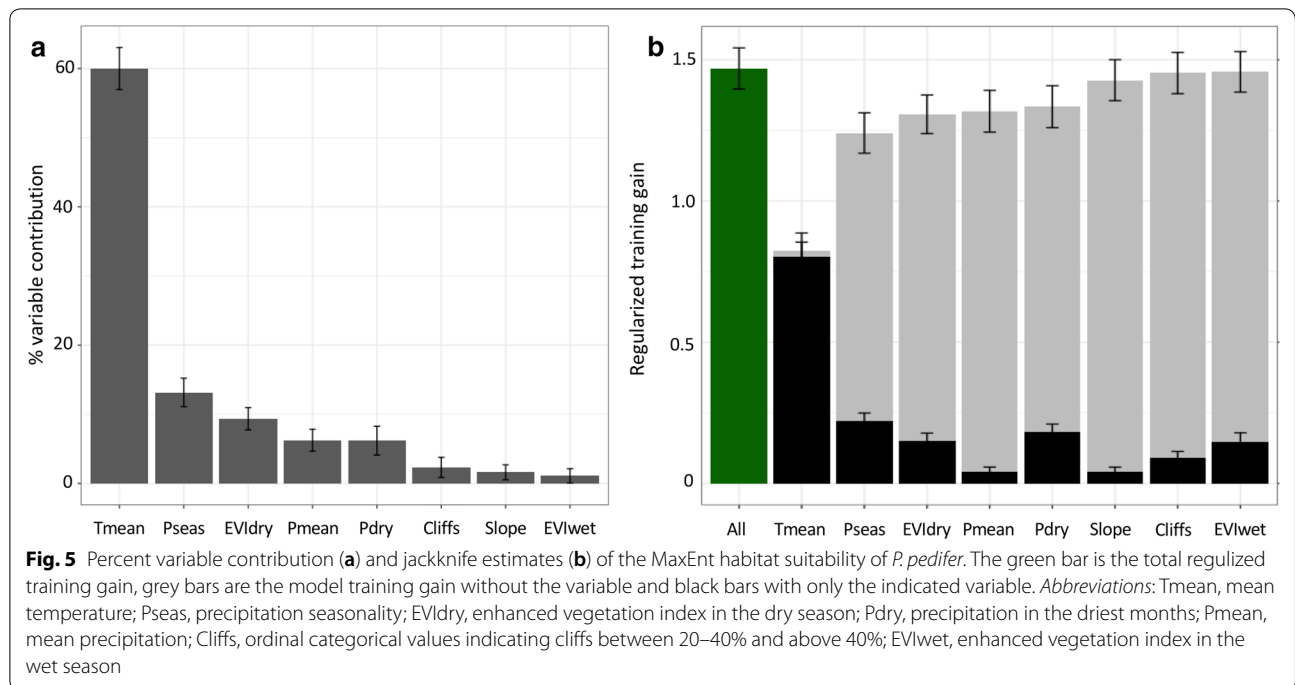 a
% variable contribution
60
40
20
0
Tmean Pseas EVIdry Pmean Pdry Cliffs Slope EVIwet
b
Regularized training gain
1.5
1.0
0.5
0
All Tmean Pseas EVIdry Pmean Pdry Slope Cliffs EVIwet
Fig. 5 Percent variable contribution (a) and jackknife estimates (b) of the MaxEnt habitat suitability of P. pedifer. The green bar is the total regulized
training gain, grey bars are the model training gain without the variable and black bars with only the indicated variable. Abbreviations: Tmean, mean
temperature; Pseas, precipitation seasonality; EVIdry, enhanced vegetation index in the dry season; Pdry, precipitation in the driest months; Pmean,
mean precipitation; Cliffs, ordinal categorical values indicating cliffs between 20–40% and above 40%; EVIwet, enhanced vegetation index in the
wet season